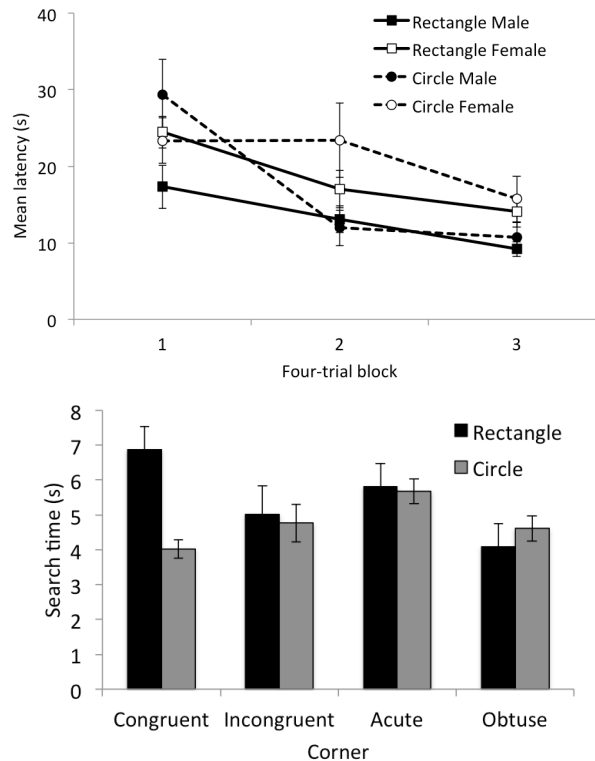 40
30
20
10
0
Mean latency (s)
Rectangle Male
Rectangle Female
Circle Male
Circle Female
1 2 3
Four-trial block
8
7
6
5
4
3
2
1
0
Search time (s)
Rectangle
Circle
Congruent Incongruent Acute Obtuse
Corner